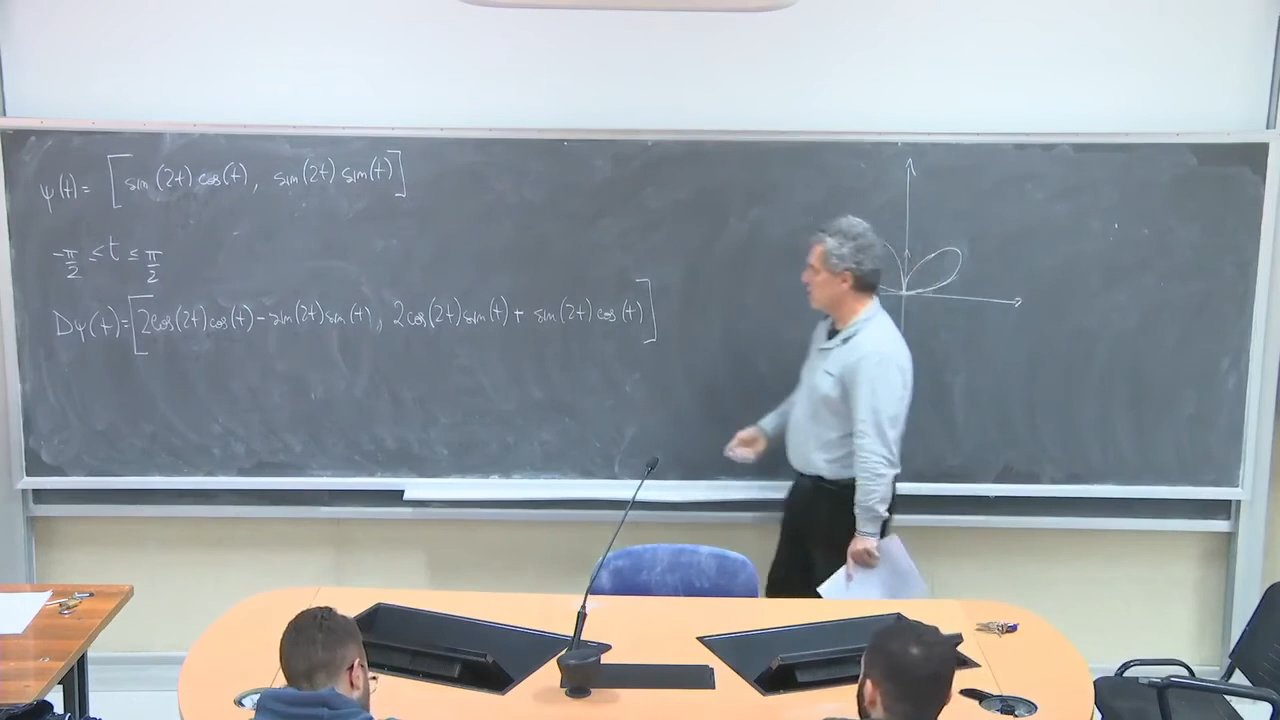 ψ(t) = [sin(2t) cos(t), sin(2t) sin(t)]
-π/2 ≤ t ≤ π/2
Dψ(t) = [2cos(2t)cos(t) - sin(2t)sin(t), 2cos(2t)sin(t) + sin(2t)cos(t)]